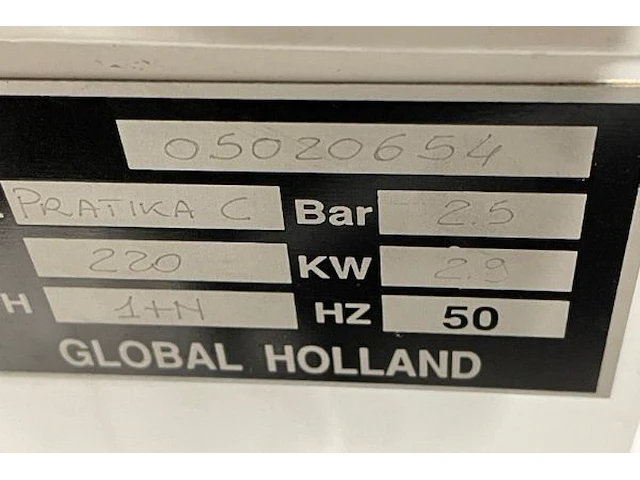 05020654
PRATIKA C Bar 2.5
220 KW 2.9
H 1+N HZ 50
GLOBAL HOLLAND